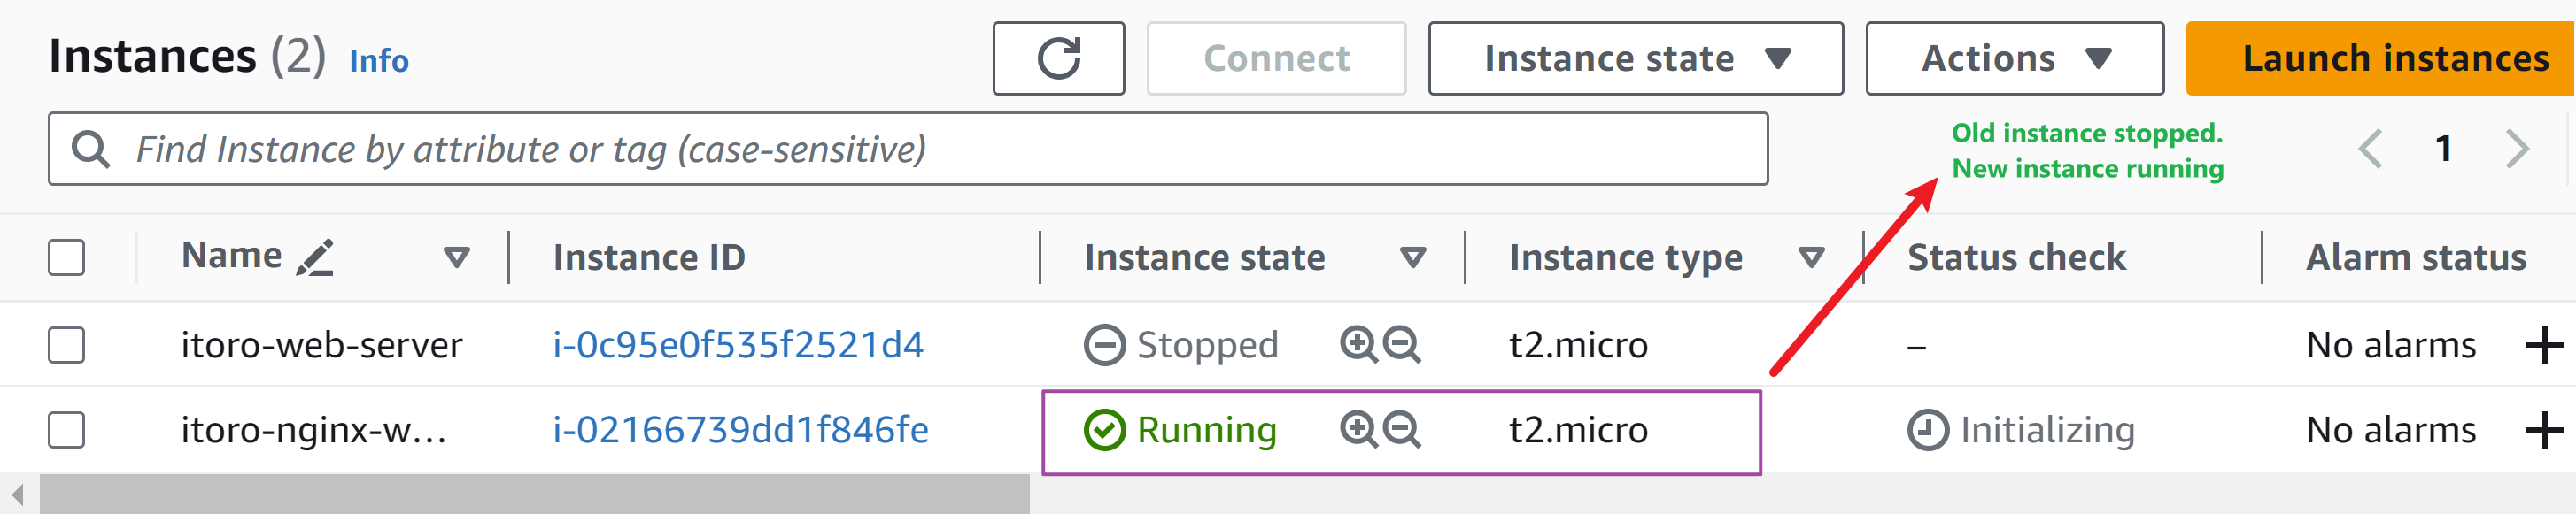 Instances (2) Info
Connect
Instance state
Actions
Launch instances
Find Instance by attribute or tag (case-sensitive)
Old instance stopped.
New instance running
1
Name Instance ID Instance state Instance type Status check Alarm status
itoro-web-server i-0c95e0f535f2521d4 Stopped t2.micro – No alarms
itoro-nginx-w... i-02166739dd1f846fe Running t2.micro Initializing No alarms